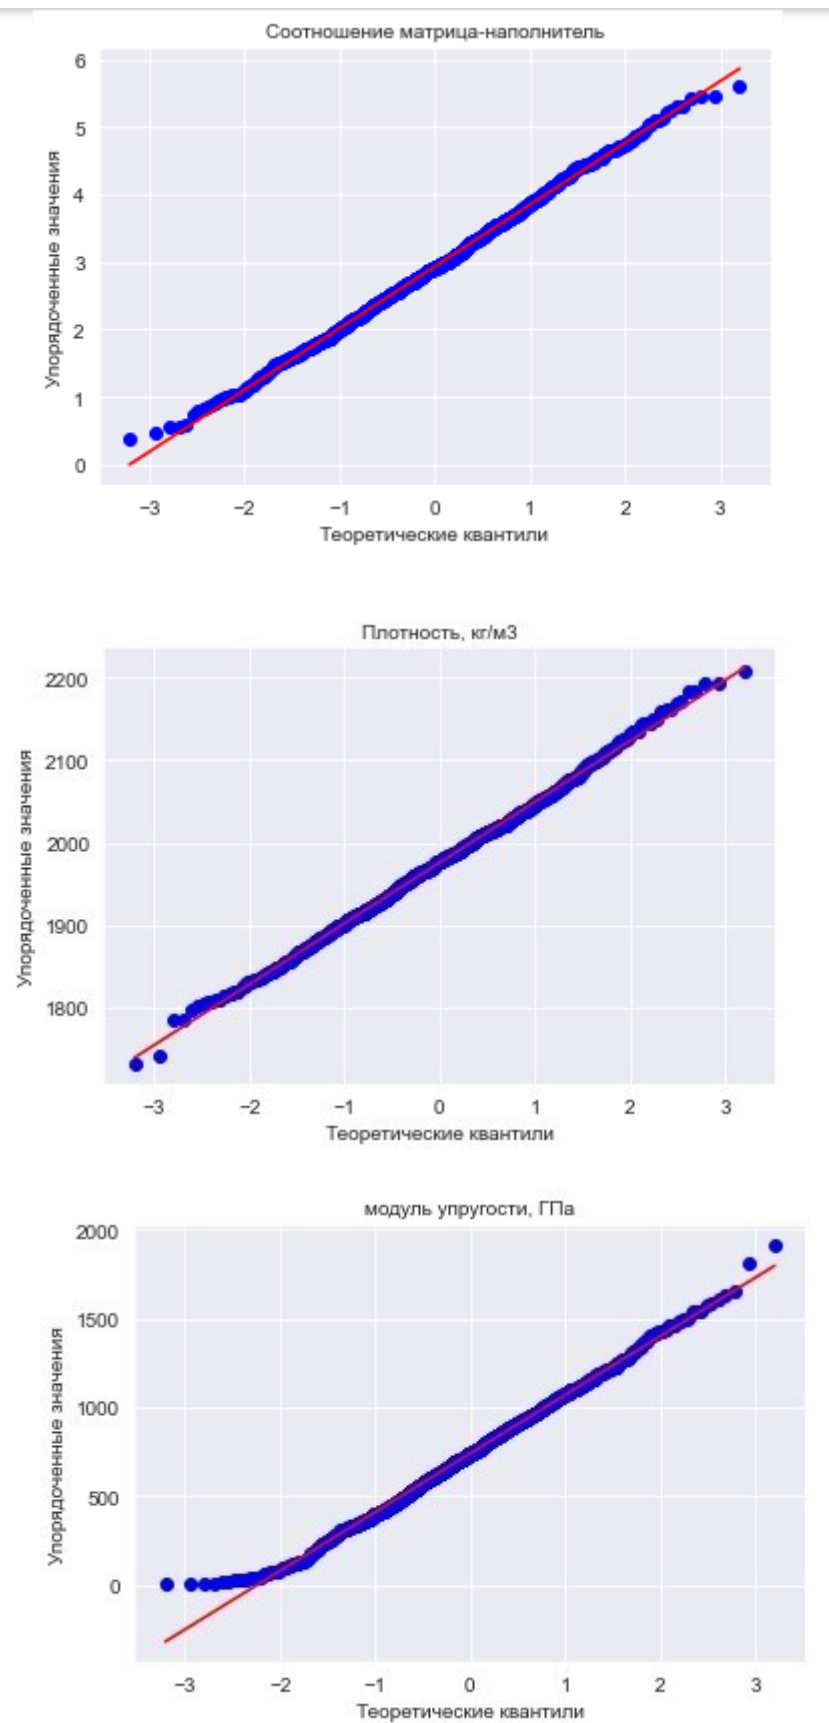 Соотношение матрица-наполнитель
6
5
4
3
2
1
0
Упорядоченные значения
−3 −2 −1 0 1 2 3
Теоретические квантили
Плотность, кг/м3
2200
2100
2000
1900
1800
Упорядоченные значения
−3 −2 −1 0 1 2 3
Теоретические квантили
модуль упругости, ГПа
2000
1500
1000
500
0
Упорядоченные значения
−3 −2 −1 0 1 2 3
Теоретические квантили